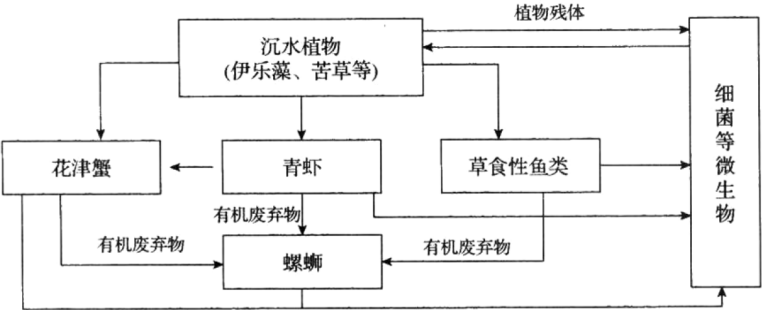 植物残体
沉水植物
(伊乐藻、苦草等)
细菌等微生物
花津蟹
青虾
草食性鱼类
有机废弃物
有机废弃物
有机废弃物
螺蛳